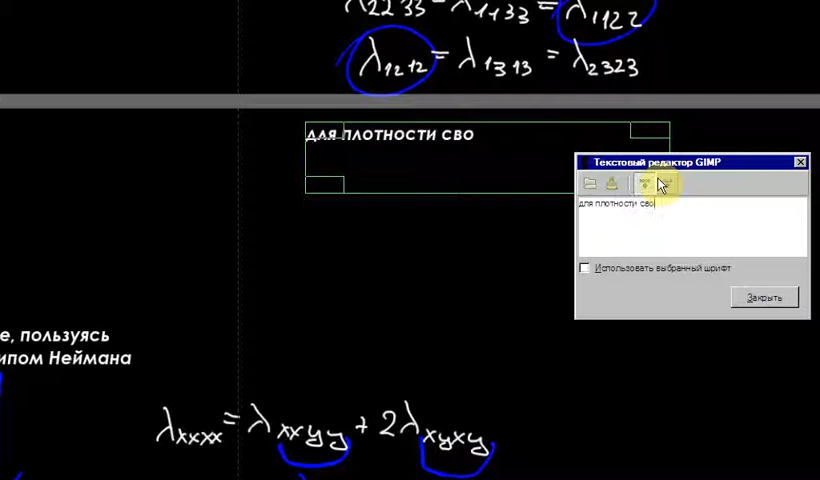 λ2233 = λ1133 = λ1122
λ1212 = λ1313 = λ2323
для плотности сво
Текстовый редактор GIMP
для плотности сво
Использовать выбранный шрифт
Закрыть
е, пользуясь
ипом Неймана
λxxxx = λxxyy + 2λxyxy